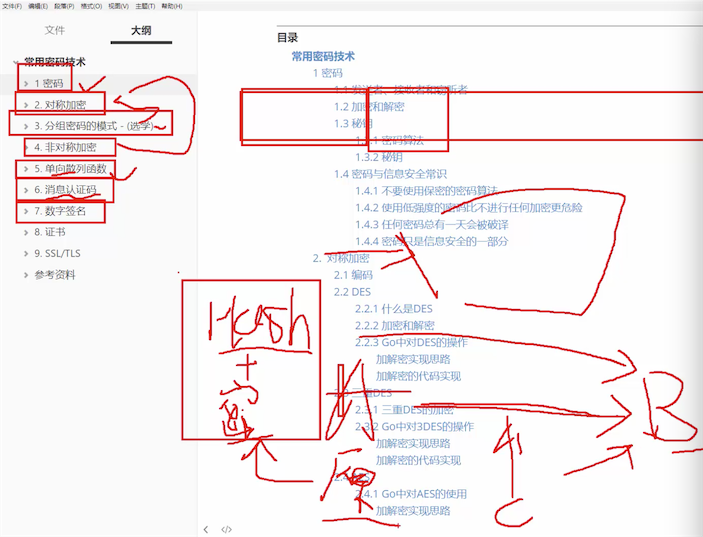 文件(F) 编辑(E) 段落(P) 格式(O) 视图(V) 主题(T) 帮助(H)
文件
大纲
常用密码技术
1 密码
2. 对称加密
3. 分组密码的模式 - (选学)
4. 非对称加密
5. 单向散列函数
6. 消息认证码
7. 数字签名
8. 证书
9. SSL/TLS
参考资料
目录
常用密码技术
1 密码
1.1 发送者、接收者和窃听者
1.2 加密和解密
1.3 秘钥
1.3.1 密码算法
1.3.2 秘钥
1.4 密码与信息安全常识
1.4.1 不要使用保密的密码算法
1.4.2 使用低强度的密码比不进行任何加密更危险
1.4.3 任何密码总有一天会被破译
1.4.4 密码只是信息安全的一部分
2. 对称加密
2.1 编码
2.2 DES
2.2.1 什么是DES
2.2.2 加密和解密
2.2.3 Go中对DES的操作
加解密实现思路
加解密的代码实现
三重DES
三重DES的加密
2.3.2 Go中对3DES的操作
加解密实现思路
加解密的代码实现
2.4.1 Go中对AES的使用
加解密实现思路
Hash
+
B
C